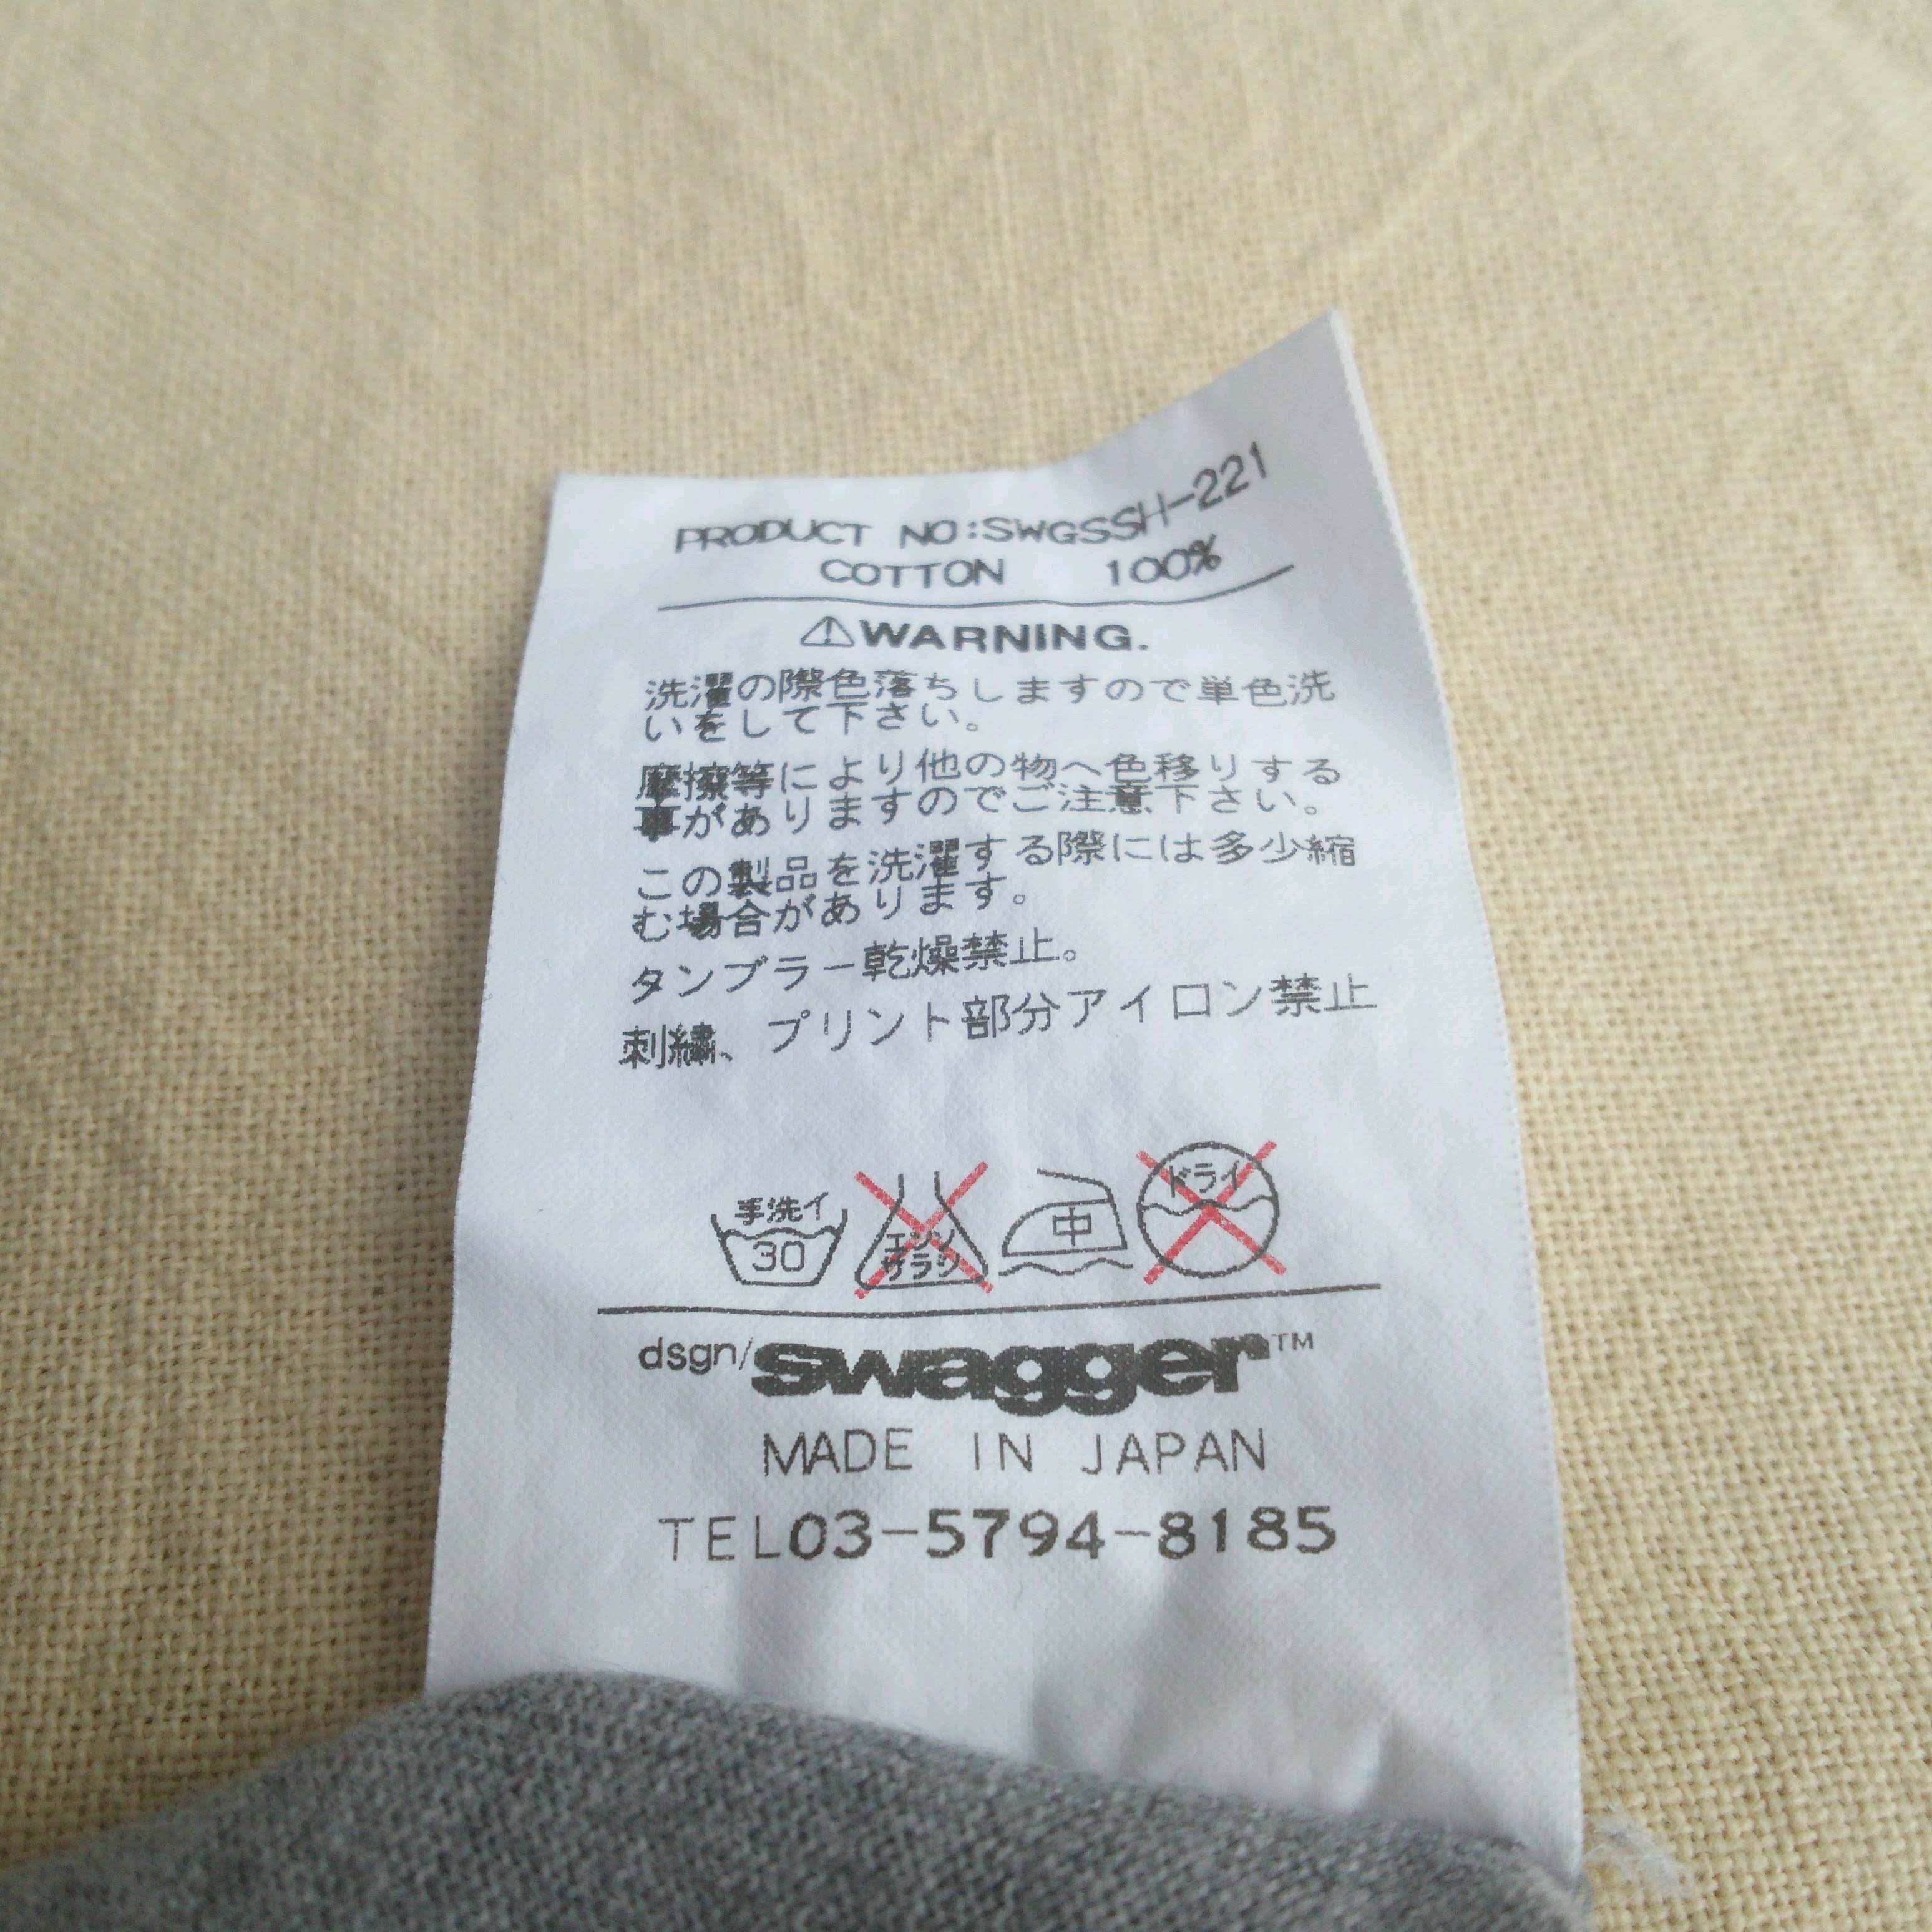 PRODUCT NO:SWGSSH-221
COTTON 100%
⚠WARNING.
洗濯の際色落ちしますので単色洗
いをして下さい。
摩擦等により他の物へ色移りする
事がありますのでご注意下さい。
この製品を洗濯する際には多少縮
む場合があります。
タンブラー乾燥禁止。
刺繍、プリント部分アイロン禁止
手洗イ
30
エンソ
サラシ
中
ドライ
dsgn/swagger™
MADE IN JAPAN
TEL03-5794-8185